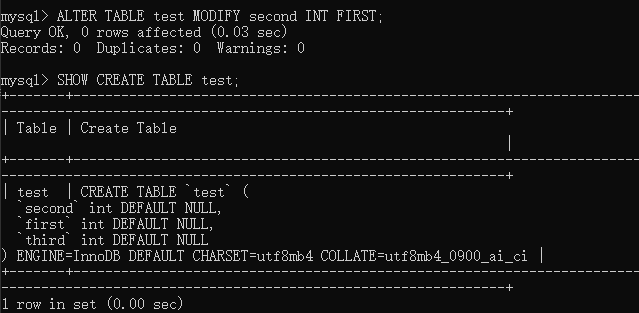 mysql> ALTER TABLE test MODIFY second INT FIRST;
Query OK, 0 rows affected (0.03 sec)
Records: 0  Duplicates: 0  Warnings: 0
mysql> SHOW CREATE TABLE test;
+-------+------------------------------------------------------------------------
---------------------------------------------------------------+
| Table | Create Table
|
+-------+------------------------------------------------------------------------
---------------------------------------------------------------+
| test  | CREATE TABLE `test` (
  `second` int DEFAULT NULL,
  `first` int DEFAULT NULL,
  `third` int DEFAULT NULL
) ENGINE=InnoDB DEFAULT CHARSET=utf8mb4 COLLATE=utf8mb4_0900_ai_ci |
+-------+------------------------------------------------------------------------
---------------------------------------------------------------+
1 row in set (0.00 sec)